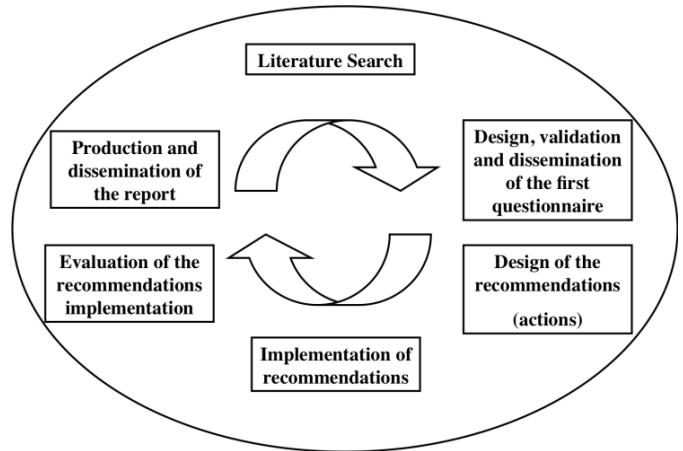 Literature Search
Production and
dissemination of
the report
Design, validation
and dissemination
of the first
questionnaire
Evaluation of the
recommendations
implementation
Design of the
recommendations
(actions)
Implementation of
recommendations